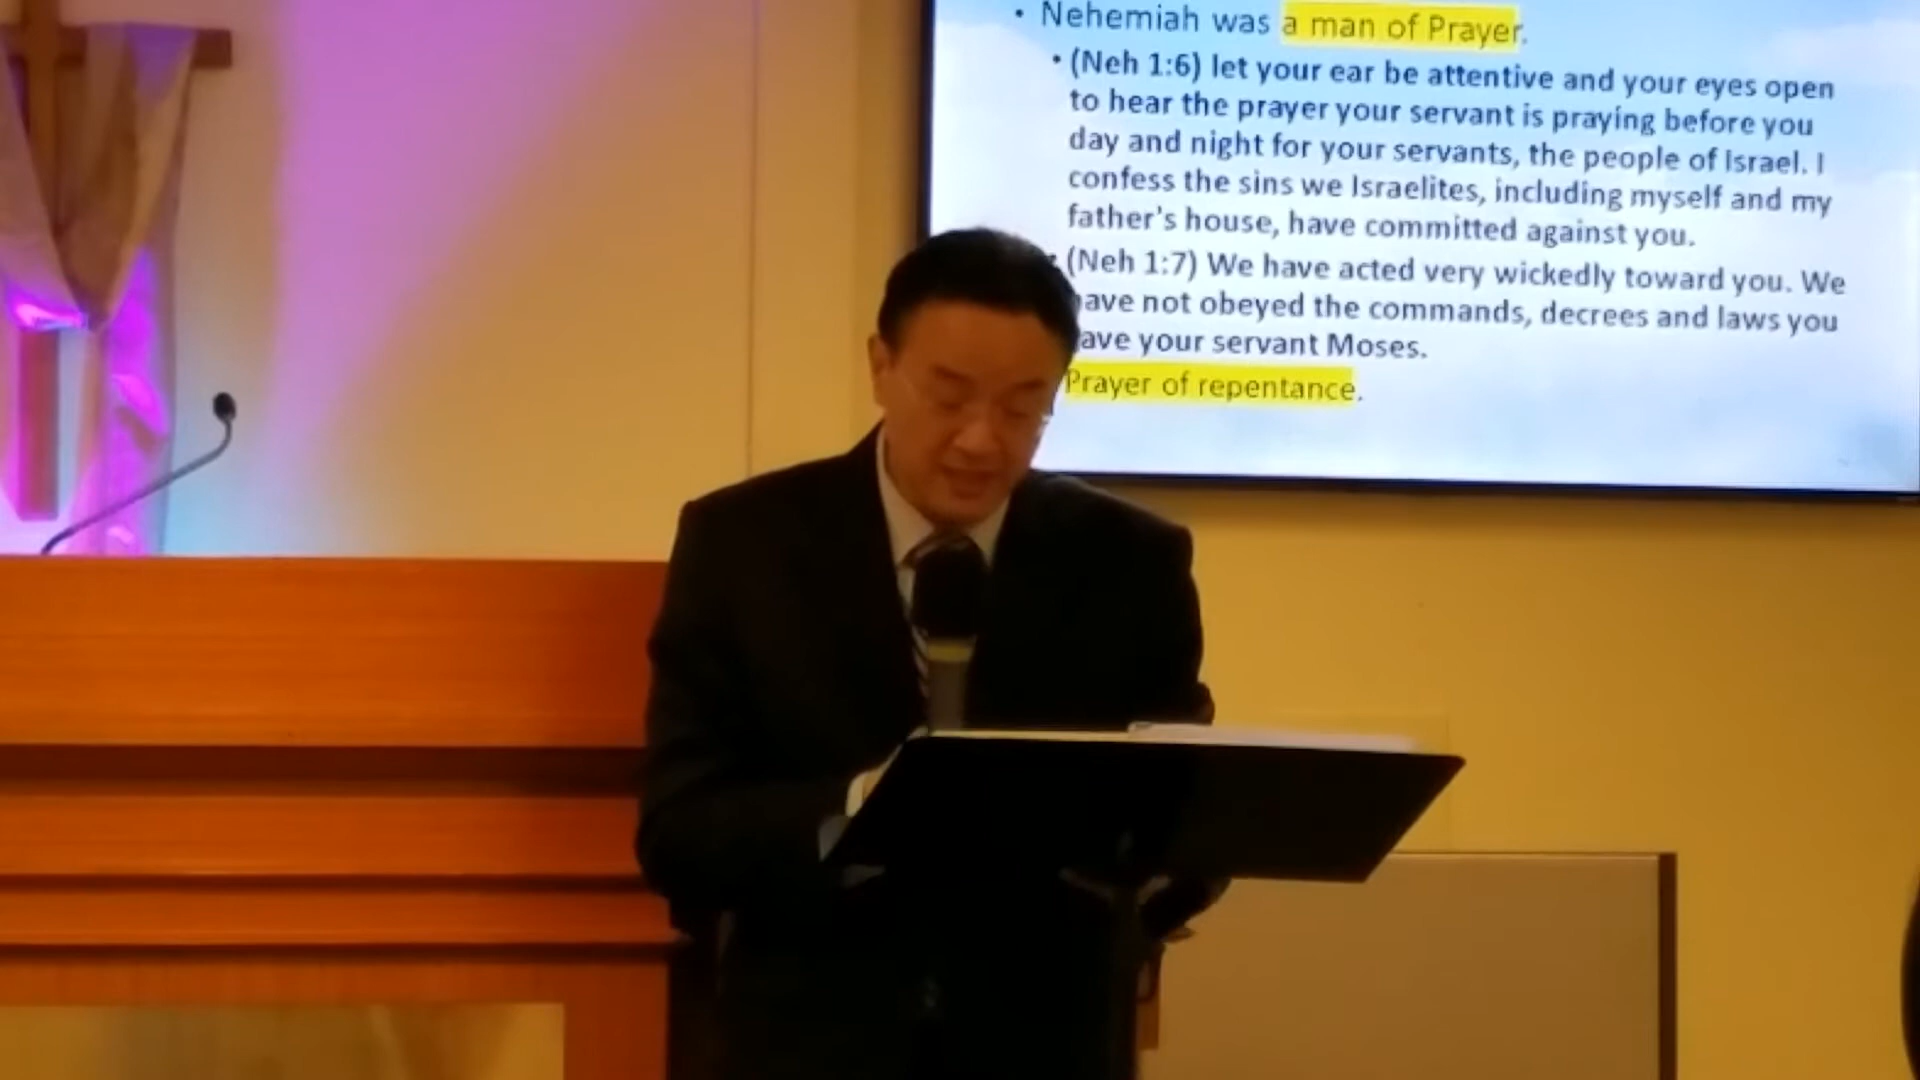 • Nehemiah was a man of Prayer.
• (Neh 1:6) let your ear be attentive and your eyes open
to hear the prayer your servant is praying before you
day and night for your servants, the people of Israel. I
confess the sins we Israelites, including myself and my
father's house, have committed against you.
(Neh 1:7) We have acted very wickedly toward you. We
ave not obeyed the commands, decrees and laws you
ave your servant Moses.
Prayer of repentance.